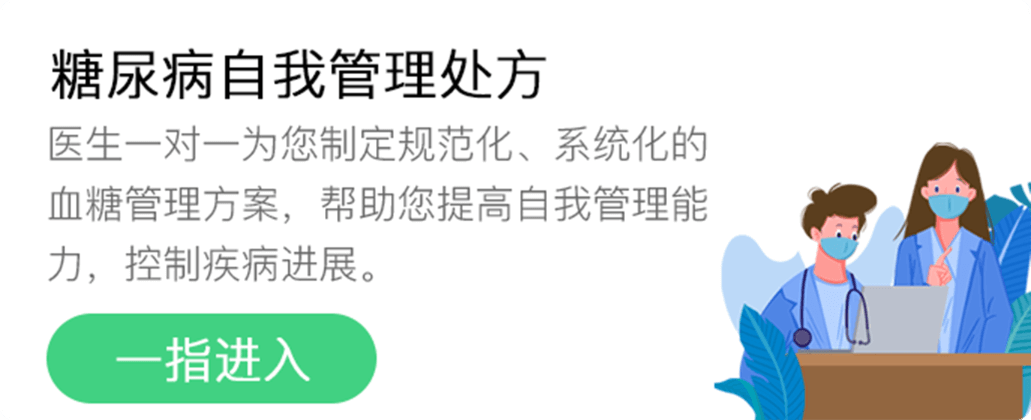 糖尿病自我管理处方
医生一对一为您制定规范化、系统化的
血糖管理方案，帮助您提高自我管理能
力，控制疾病进展。
一指进入